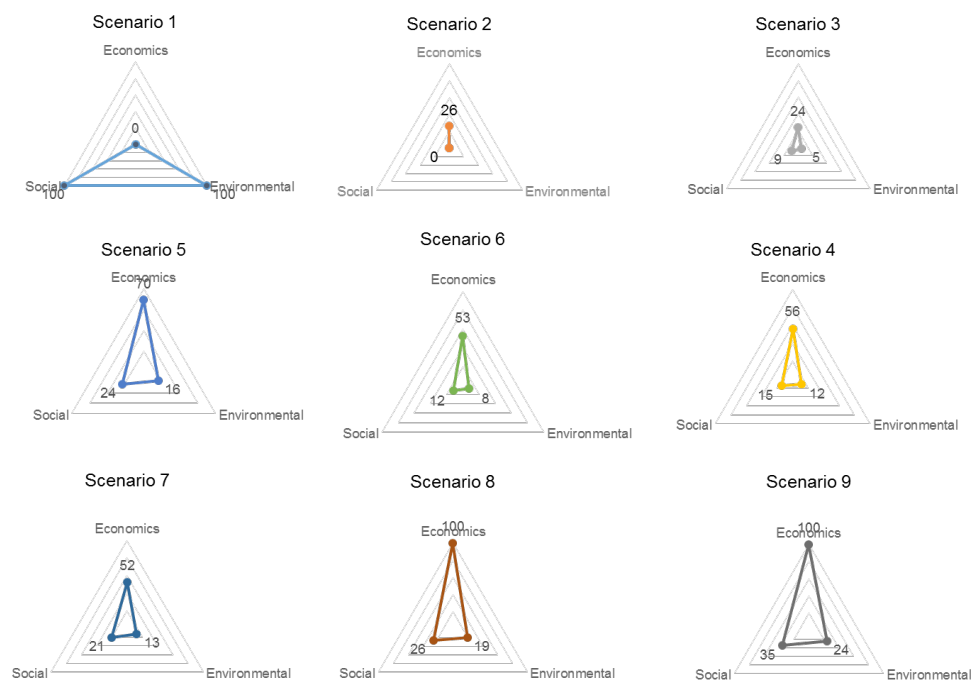 Scenario 1
Economics
0
Social
100
Environmental
100
Scenario 2
Economics
26
0
Social
Environmental
Scenario 3
Economics
24
9
5
Social
Environmental
Scenario 5
Economics
70
24
16
Social
Environmental
Scenario 6
Economics
53
12
8
Social
Environmental
Scenario 4
Economics
56
15
12
Social
Environmental
Scenario 7
Economics
52
21
13
Social
Environmental
Scenario 8
100
Economics
26
19
Social
Environmental
Scenario 9
100
Economics
35
24
Social
Environmental